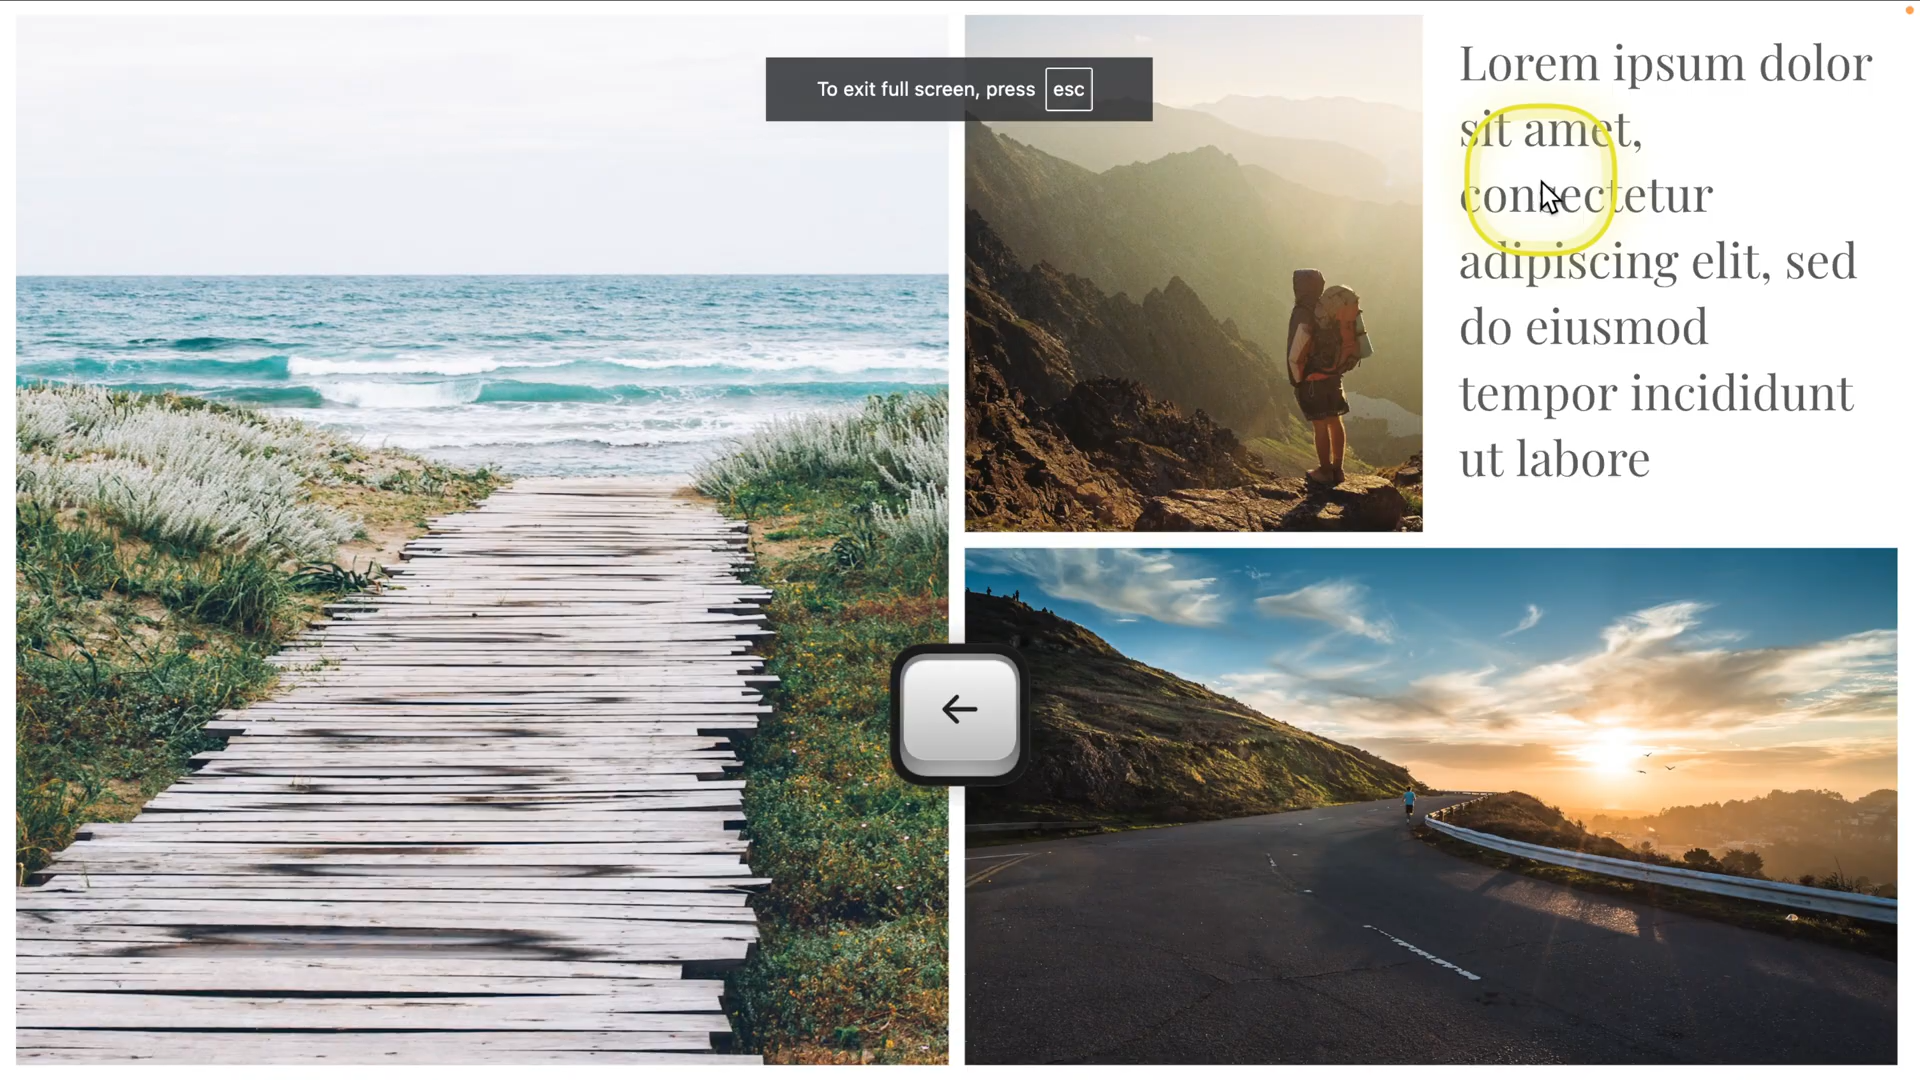 To exit full screen, press esc
Lorem ipsum dolor
sit amet,
consectetur
adipiscing elit, sed
do eiusmod
tempor incididunt
ut labore
←